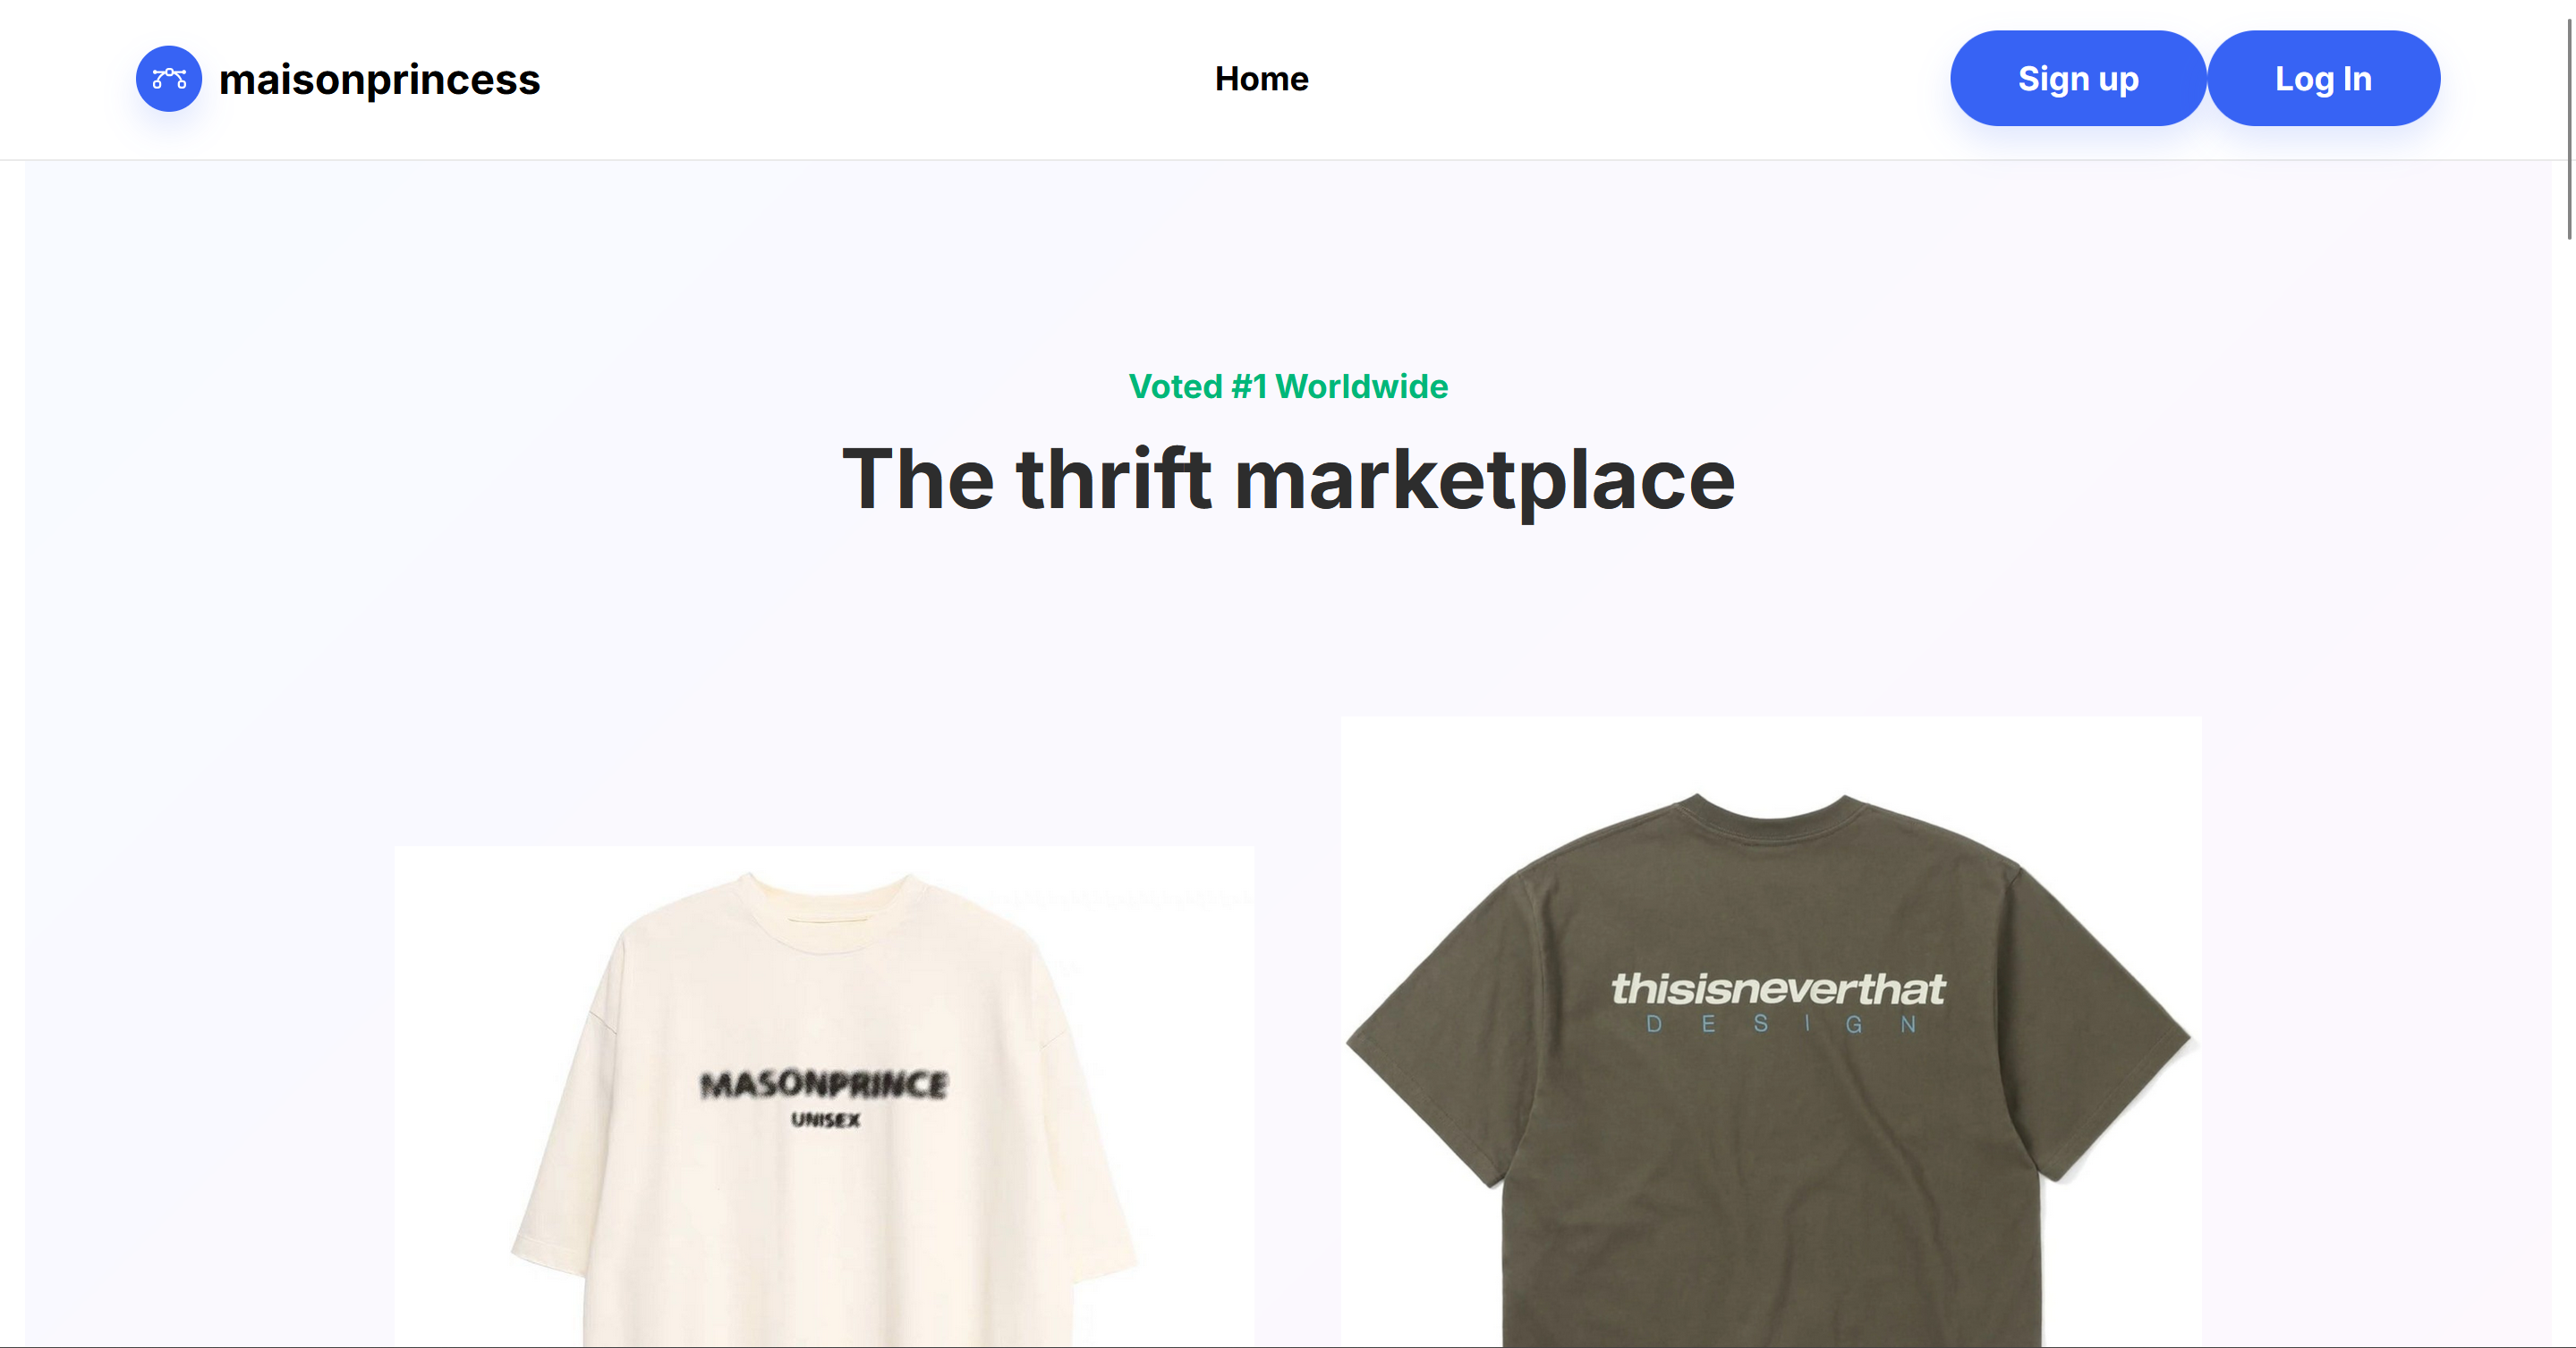 maisonprincess
Home
Sign up
Log In
Voted #1 Worldwide
The thrift marketplace
MASONPRINCE
UNISEX
thisisneverthat
DESIGN